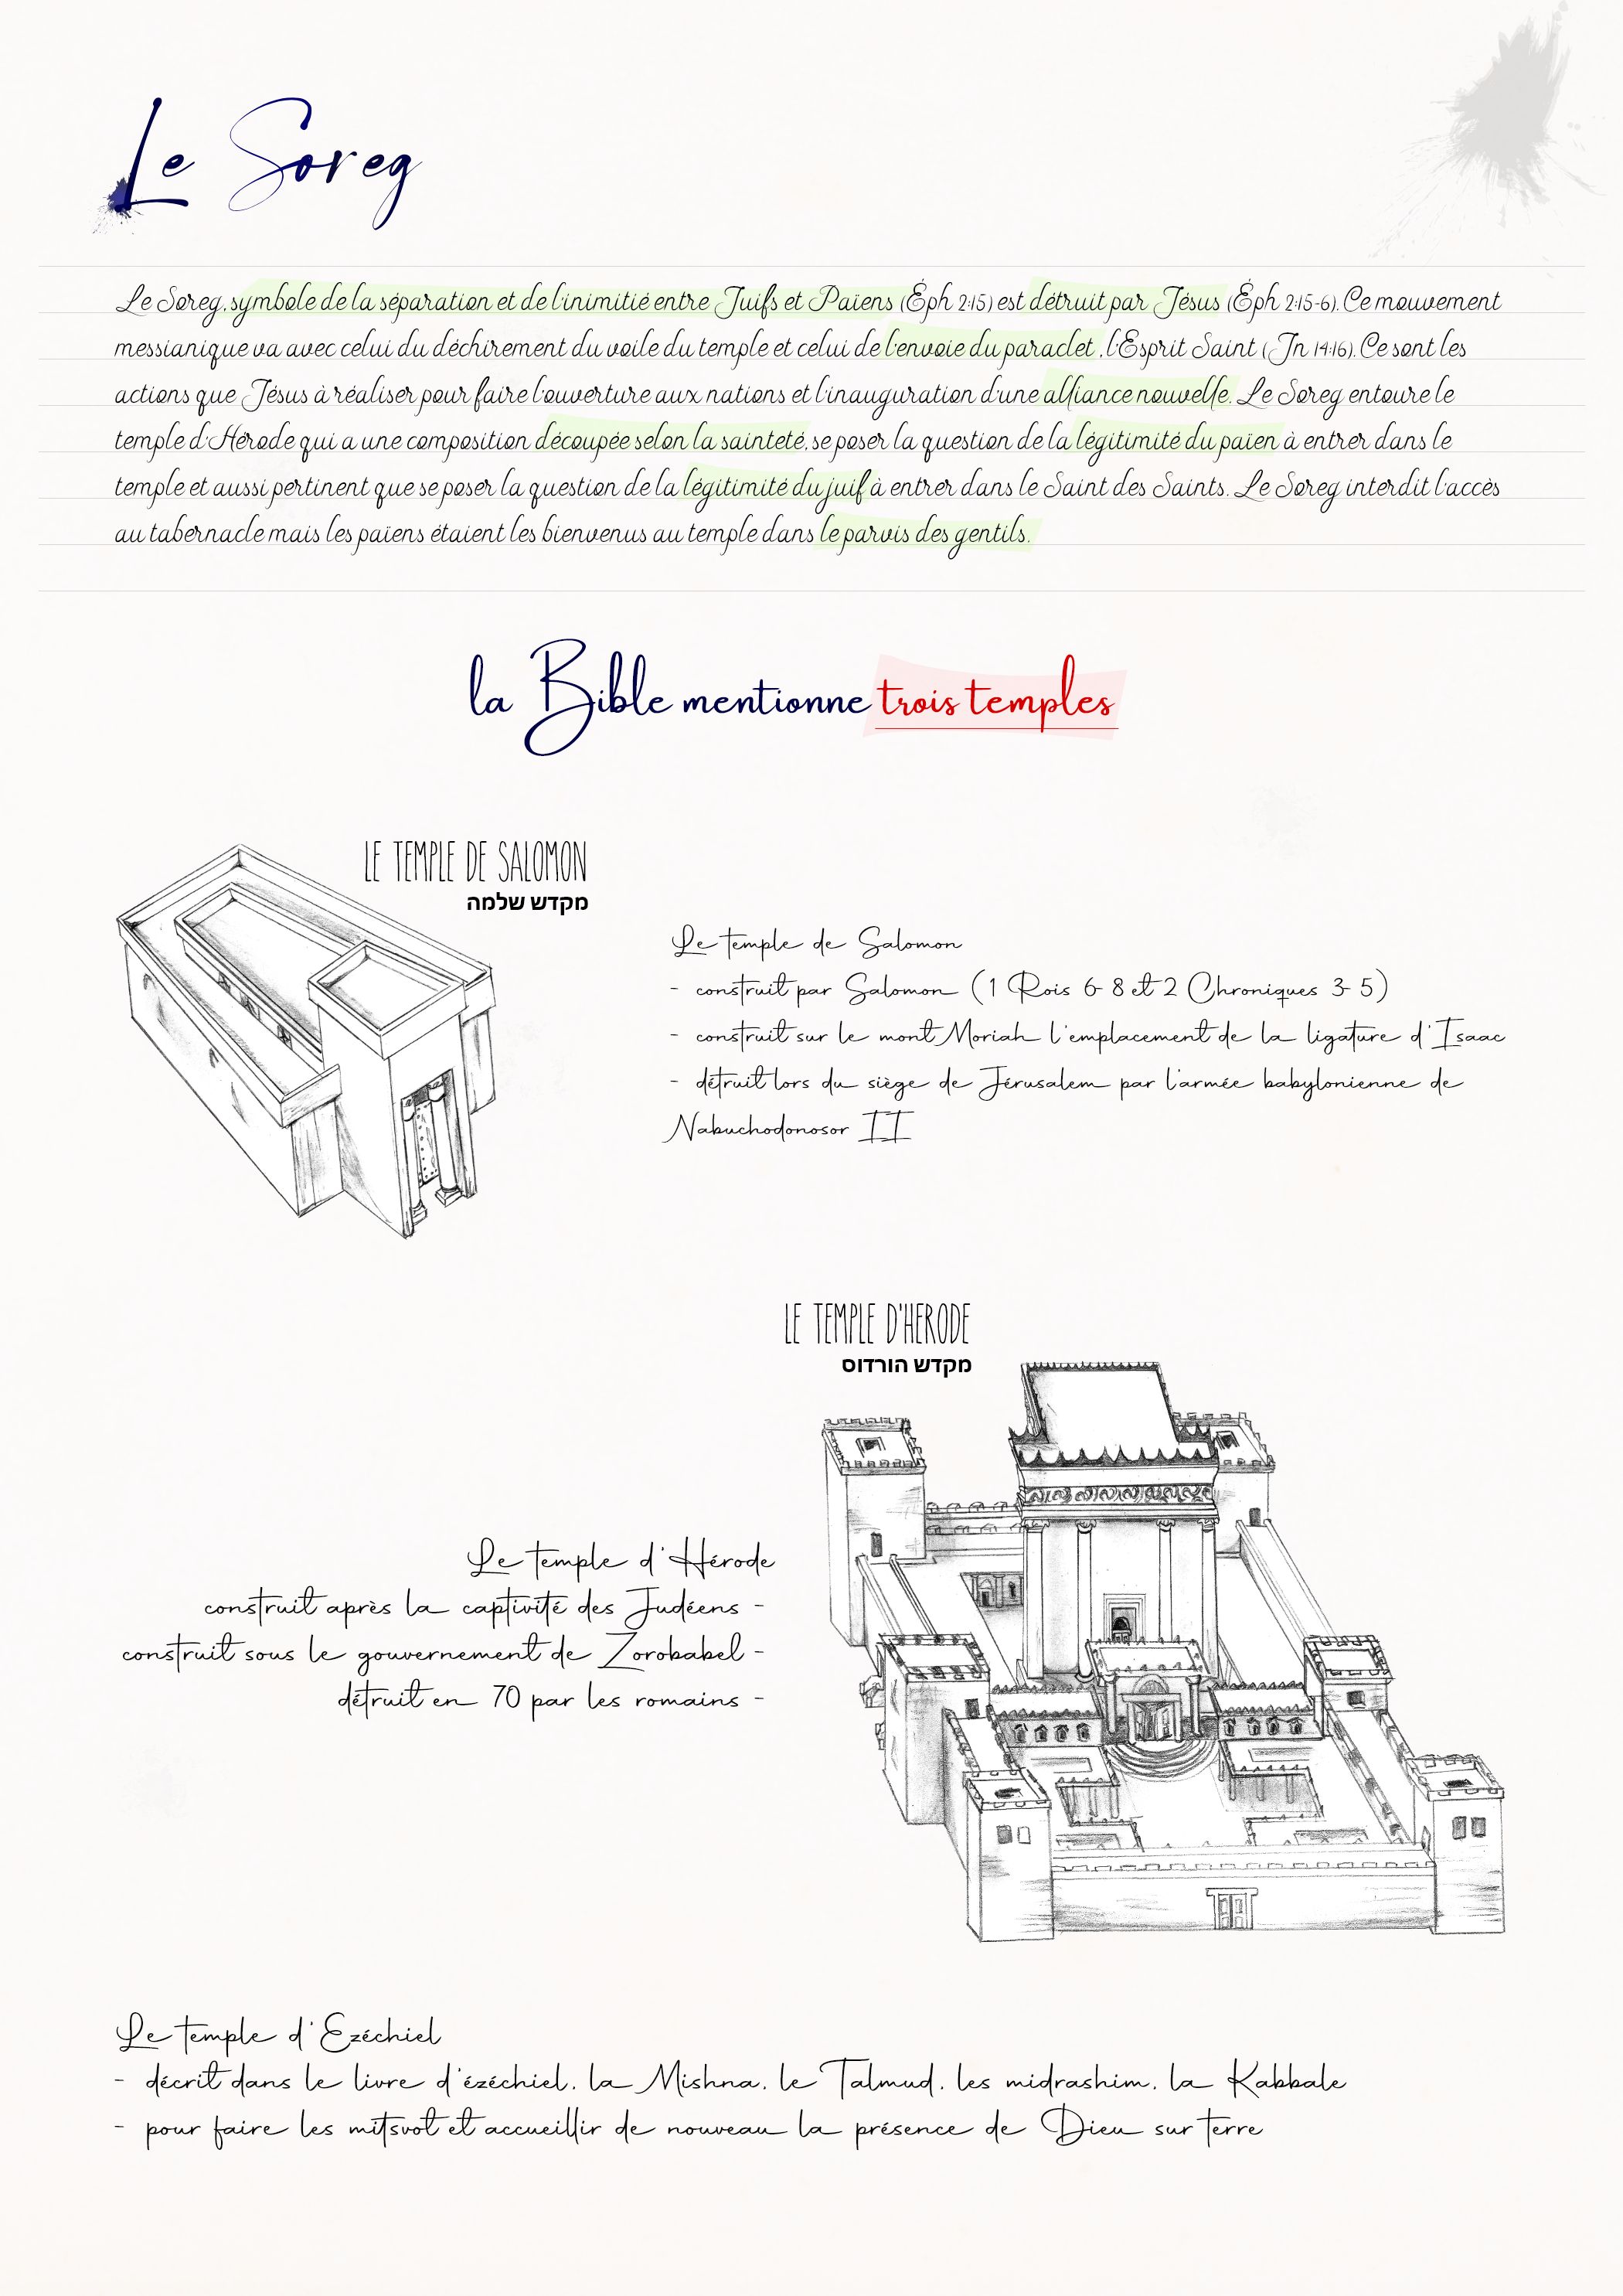 Le Soreg
Le Soreg, symbole de la séparation et de l'inimitié entre Juifs et Païens (Éph 2:15) est détruit par Jésus (Éph 2:15-6). Ce mouvement
messianique va avec celui du déchirement du voile du temple et celui de l'envoie du paraclet , l'Esprit Saint (Jn 14:16). Ce sont les
actions que Jésus à réaliser pour faire l'ouverture aux nations et l'inauguration d'une alliance nouvelle. Le Soreg entoure le
temple d'Hérode qui a une composition découpée selon la sainteté, se poser la question de la légitimité du païen à entrer dans le
temple et aussi pertinent que se poser la question de la légitimité du juif à entrer dans le Saint des Saints. Le Soreg interdit l'accès
au tabernacle mais les païens étaient les bienvenus au temple dans le parvis des gentils.
la Bible mentionne trois temples
LE TEMPLE DE SALOMON
מקדש שלמה
Le temple de Salomon
- construit par Salomon (1 Rois 6-8 et 2 Chroniques 3-5)
- construit sur le mont Moriah l'emplacement de la ligature d'Isaac
- détruit lors du siège de Jérusalem par l'armée babylonienne de
Nabuchodonosor II
LE TEMPLE D'HERODE
מקדש הורדוס
Le temple d'Hérode
construit après la captivité des Judéens -
construit sous le gouvernement de Zorobabel -
détruit en 70 par les romains -
Le temple d'Ezéchiel
- décrit dans le livre d'ézéchiel, la Mishna, le Talmud, les midrashim, la Kabbale
- pour faire les mitsvot et accueillir de nouveau la présence de Dieu sur terre